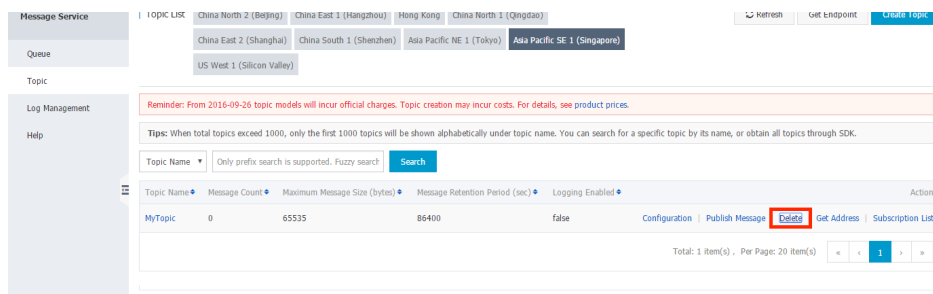 Message Service
Topic List China North 2 (Beijing) China East 1 (Hangzhou) Hong Kong China North 1 (Qingdao) Refresh Get Endpoint Create Topic
China East 2 (Shanghai) China South 1 (Shenzhen) Asia Pacific NE 1 (Tokyo) Asia Pacific SE 1 (Singapore)
US West 1 (Silicon Valley)
Queue
Topic
Log Management
Help
Reminder: From 2016-09-26 topic models will incur official charges. Topic creation may incur costs. For details, see product prices.
Tips: When total topics exceed 1000, only the first 1000 topics will be shown alphabetically under topic name. You can search for a specific topic by its name, or obtain all topics through SDK.
Topic Name Only prefix search is supported. Fuzzy search Search
Topic Name Message Count Maximum Message Size (bytes) Message Retention Period (sec) Logging Enabled Action
MyTopic 0 65535 86400 false Configuration | Publish Message Delete Get Address | Subscription List
Total: 1 item(s) , Per Page: 20 item(s) « ‹ 1 › »